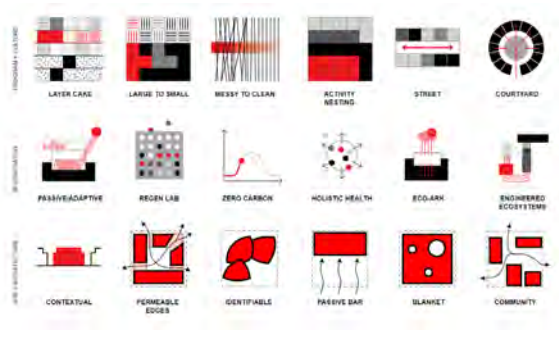 LAYER CAKE
LARGE TO SMALL
MESSY TO CLEAN
ACTIVITY
NESTING
STREET
COURTYARD
PASSIVE/ADAPTIVE
REGEN LAB
ZERO CARBON
HOLISTIC HEALTH
ECO-ARK
ENGINEERED
ECOSYSTEMS
CONTEXTUAL
PERMEABLE
EDGES
IDENTIFIABLE
PASSIVE BAR
BLANKET
COMMUNITY